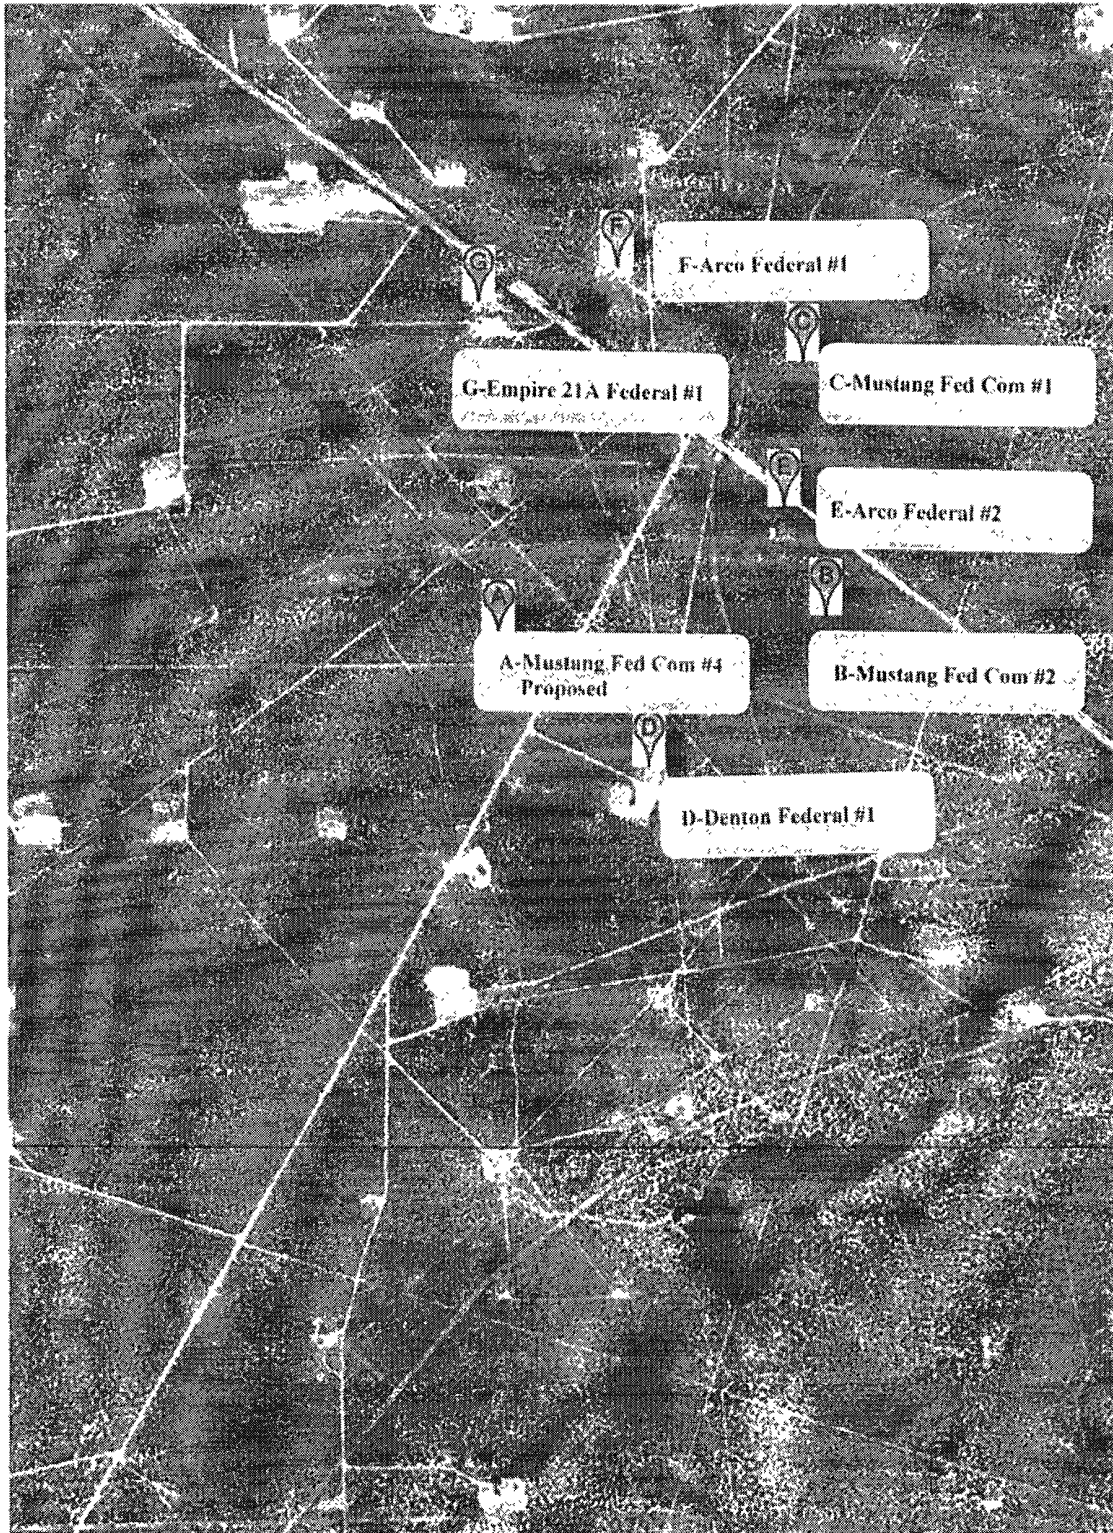 F
F-Arco Federal #1
G
C
G-Empire 21A Federal #1
C-Mustang Fed Com #1
E
E-Arco Federal #2
B
A
A-Mustang Fed Com #4
Proposed
B-Mustang Fed Com #2
D
D-Denton Federal #1